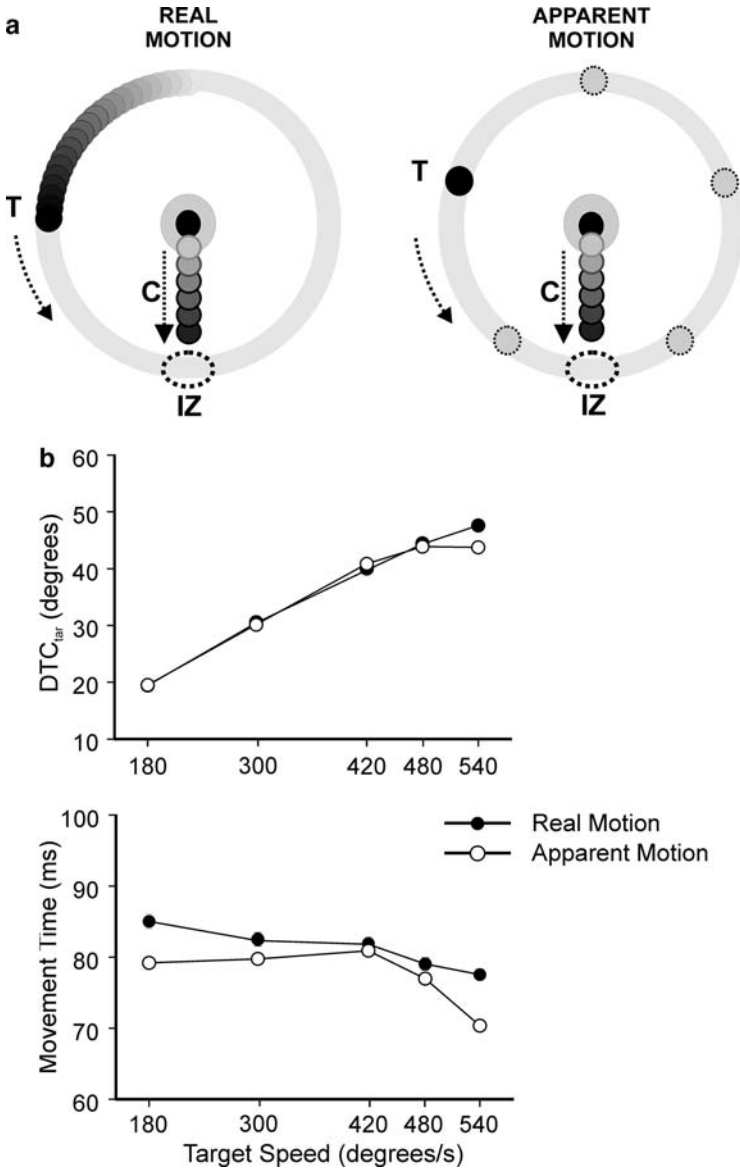 a
REAL
MOTION
APPARENT
MOTION
T
C
IZ
T
C
IZ
b
60
50
40
30
20
10
DTCtar (degrees)
180 300 420 480 540
100
90
80
70
60
Movement Time (ms)
Real Motion
Apparent Motion
180 300 420 480 540
Target Speed (degrees/s)